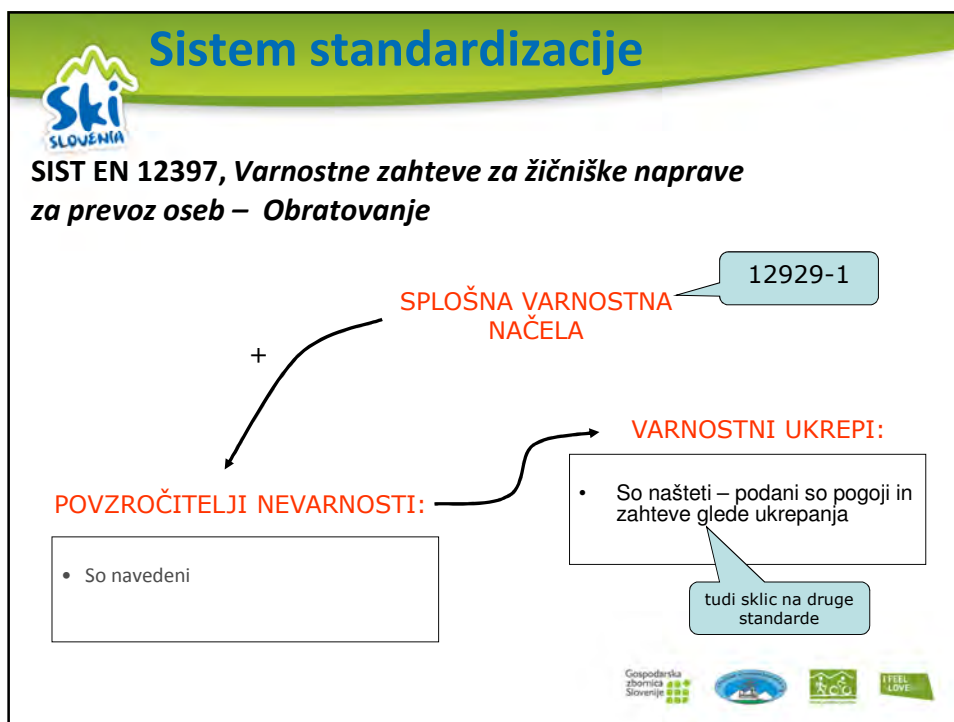 Sistem standardizacije
Ski
SLOVENIA
SIST EN 12397, Varnostne zahteve za žičniške naprave
za prevoz oseb – Obratovanje
12929-1
SPLOŠNA VARNOSTNA
NAČELA
+
VARNOSTNI UKREPI:
• So našteti – podani so pogoji in
zahteve glede ukrepanja
POVZROČITELJI NEVARNOSTI:
• So navedeni
tudi sklic na druge
standarde
Gospodarska
zbornica
Slovenije
I FEEL
SLOVENIA